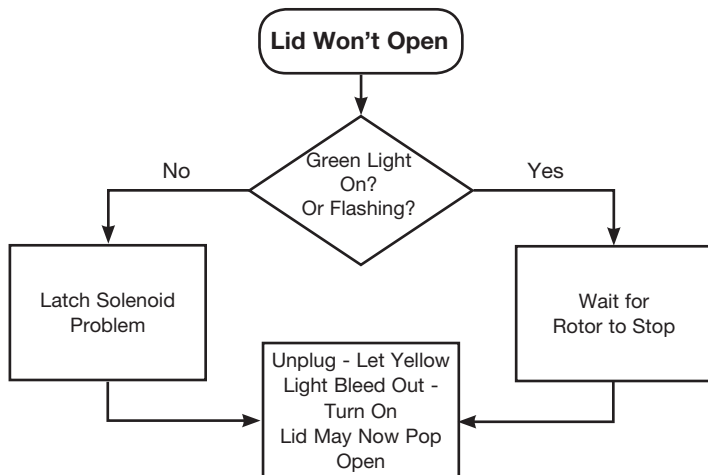 Lid Won't Open
Green Light
On?
Or Flashing?
No
Yes
Latch Solenoid
Problem
Wait for
Rotor to Stop
Unplug - Let Yellow
Light Bleed Out -
Turn On
Lid May Now Pop
Open